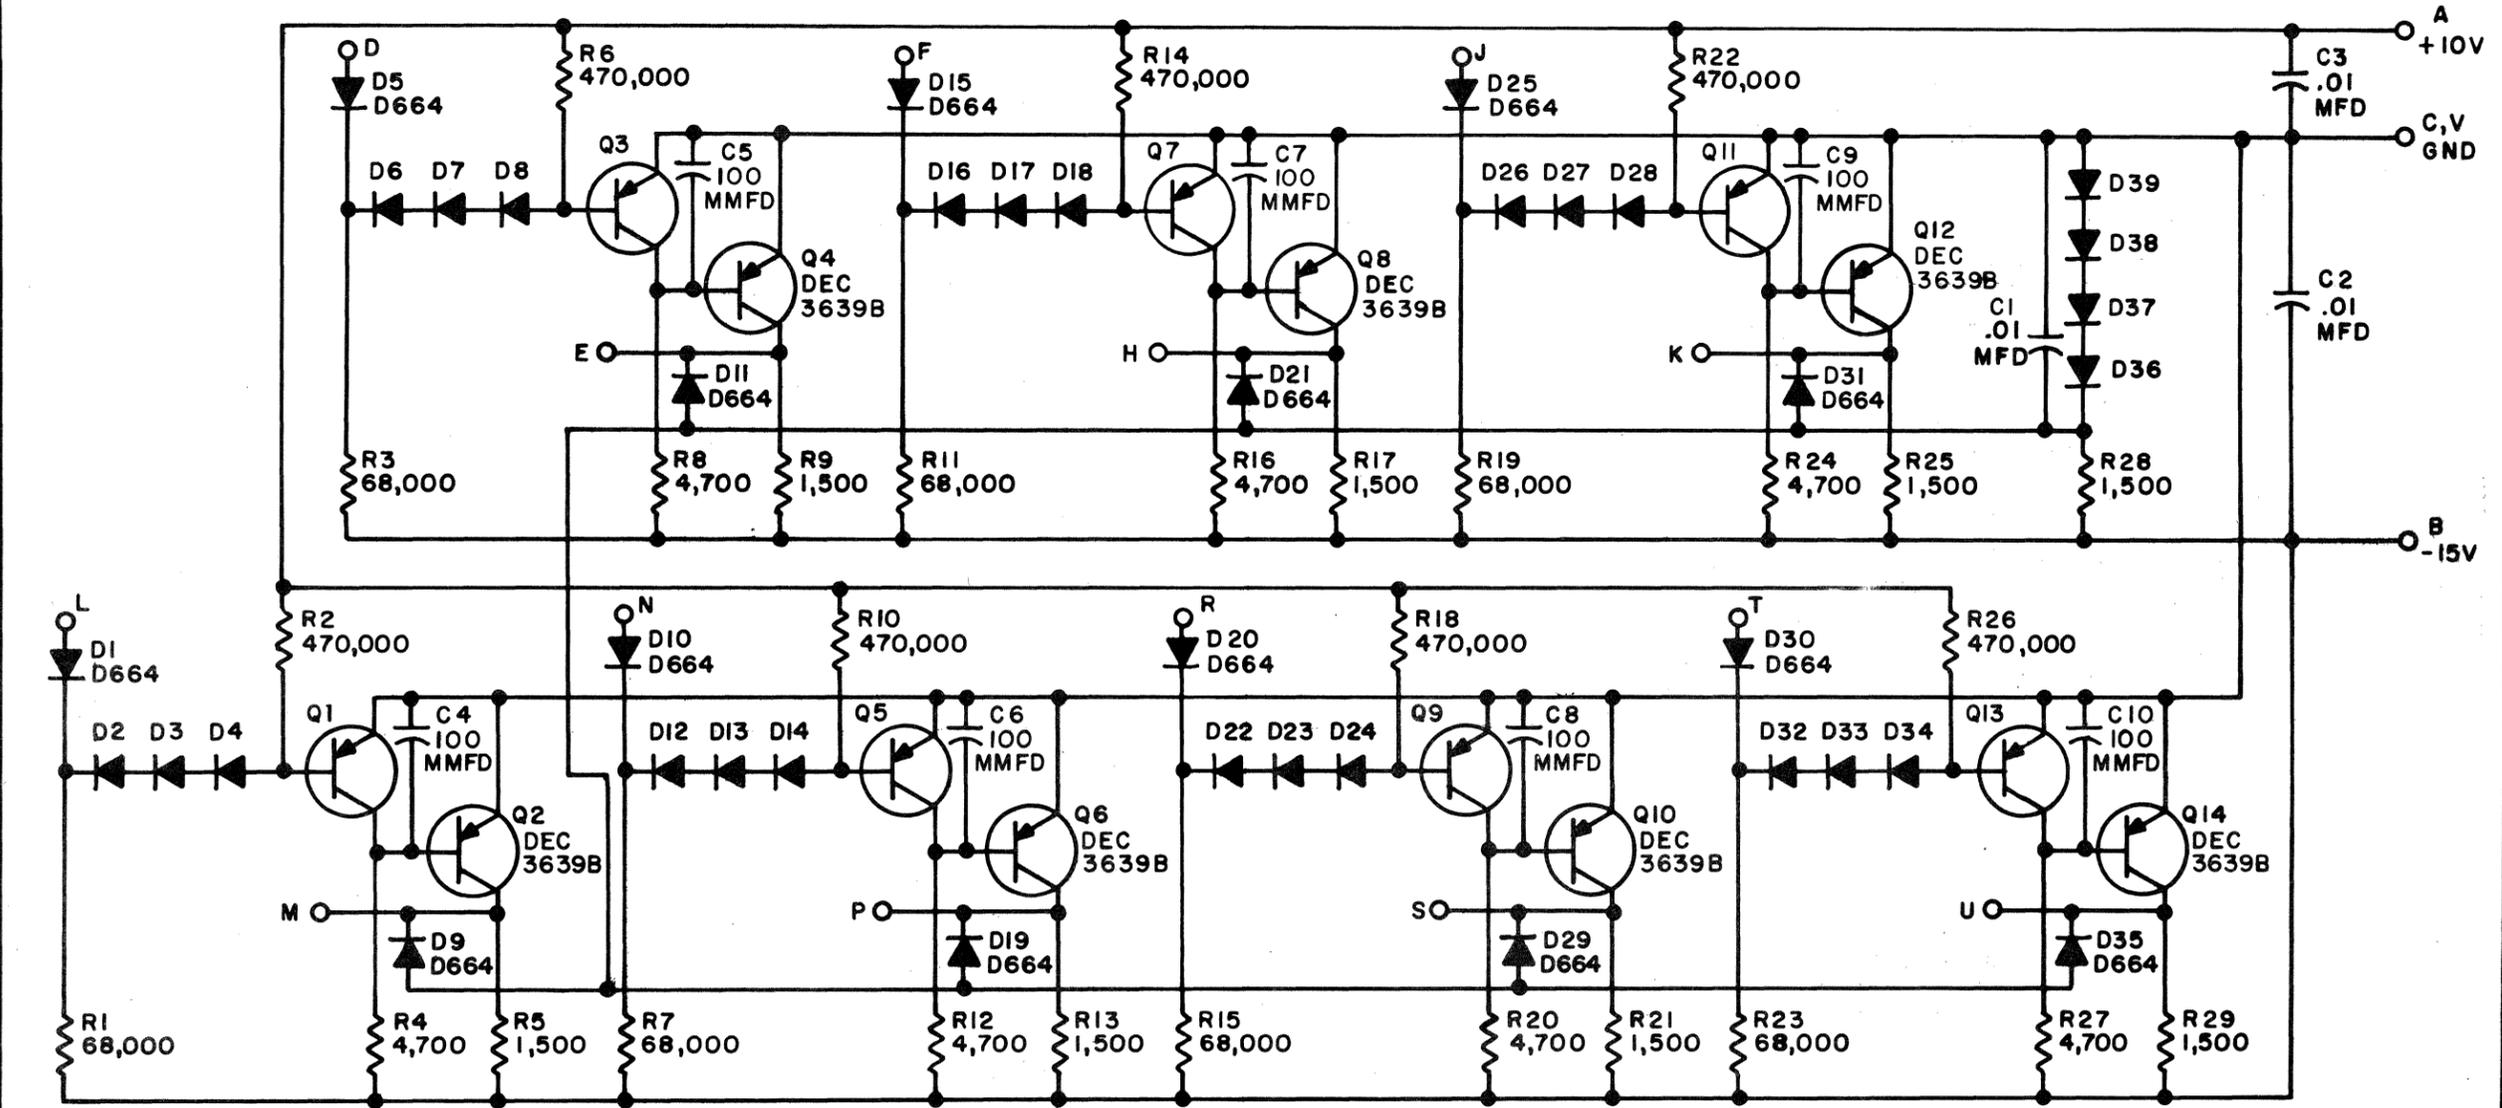 A
+10V
D
R6
470,000
F
R14
470,000
J
R22
470,000
C3
.01
MFD
D5
D664
D15
D664
D25
D664
C,V
GND
Q3
C5
100
MMFD
Q7
C7
100
MMFD
Q11
C9
100
MMFD
D6 D7 D8
D16 D17 D18
D26 D27 D28
D39
D38
D37
D36
Q4
DEC
3639B
Q8
DEC
3639B
Q12
DEC
3639B
C1
.01
MFD
C2
.01
MFD
E
H
K
D11
D664
D21
D664
D31
D664
R3
68,000
R8
4,700
R9
1,500
R11
68,000
R16
4,700
R17
1,500
R19
68,000
R24
4,700
R25
1,500
R28
1,500
B
-15V
L
R2
470,000
N
R10
470,000
R
R18
470,000
T
R26
470,000
D1
D664
D10
D664
D20
D664
D30
D664
Q1
C4
100
MMFD
Q5
C6
100
MMFD
Q9
C8
100
MMFD
Q13
C10
100
MMFD
D2 D3 D4
D12 D13 D14
D22 D23 D24
D32 D33 D34
Q2
DEC
3639B
Q6
DEC
3639B
Q10
DEC
3639B
Q14
DEC
3639B
M
P
S
U
D9
D664
D19
D664
D29
D664
D35
D664
R1
68,000
R4
4,700
R5
1,500
R7
68,000
R12
4,700
R13
1,500
R15
68,000
R20
4,700
R21
1,500
R23
68,000
R27
4,700
R29
1,500